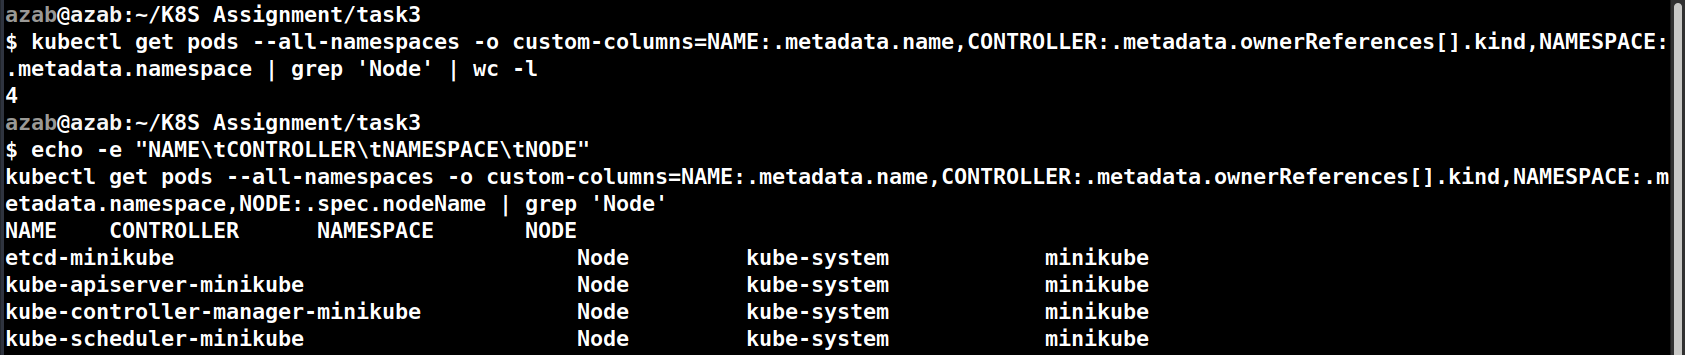 azab@azab:~/K8S Assignment/task3
$ kubectl get pods --all-namespaces -o custom-columns=NAME:.metadata.name,CONTROLLER:.metadata.ownerReferences[].kind,NAMESPACE:
.metadata.namespace | grep 'Node' | wc -l
4
azab@azab:~/K8S Assignment/task3
$ echo -e "NAME\tCONTROLLER\tNAMESPACE\tNODE"
kubectl get pods --all-namespaces -o custom-columns=NAME:.metadata.name,CONTROLLER:.metadata.ownerReferences[].kind,NAMESPACE:.m
etadata.namespace,NODE:.spec.nodeName | grep 'Node'
NAME    CONTROLLER      NAMESPACE       NODE
etcd-minikube                               Node         kube-system            minikube
kube-apiserver-minikube                     Node         kube-system            minikube
kube-controller-manager-minikube            Node         kube-system            minikube
kube-scheduler-minikube                     Node         kube-system            minikube